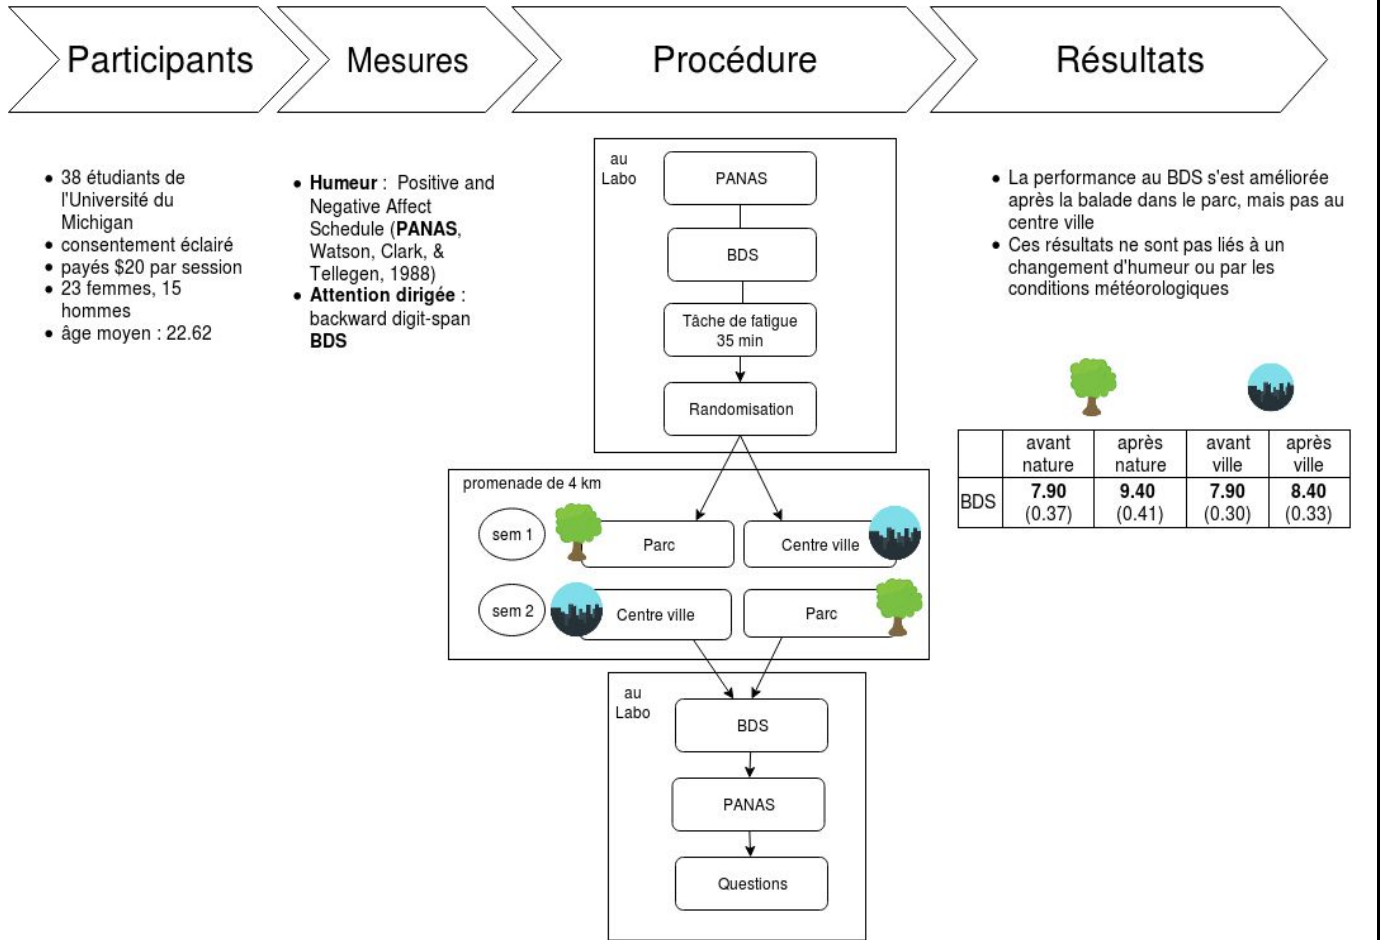 Participants
Mesures
Procédure
Résultats
• 38 étudiants de
l'Université du
Michigan
• consentement éclairé
• payés $20 par session
• 23 femmes, 15
hommes
• âge moyen : 22.62
• Humeur : Positive and
Negative Affect
Schedule (PANAS,
Watson, Clark, &
Tellegen, 1988)
• Attention dirigée :
backward digit-span
BDS
au
Labo
PANAS
BDS
Tâche de fatigue
35 min
Randomisation
promenade de 4 km
sem 1
Parc
Centre ville
sem 2
Centre ville
Parc
au
Labo
BDS
PANAS
Questions
• La performance au BDS s'est améliorée
après la balade dans le parc, mais pas au
centre ville
• Ces résultats ne sont pas liés à un
changement d'humeur ou par les
conditions météorologiques
avant nature
après nature
avant ville
après ville
BDS
7.90 (0.37)
9.40 (0.41)
7.90 (0.30)
8.40 (0.33)